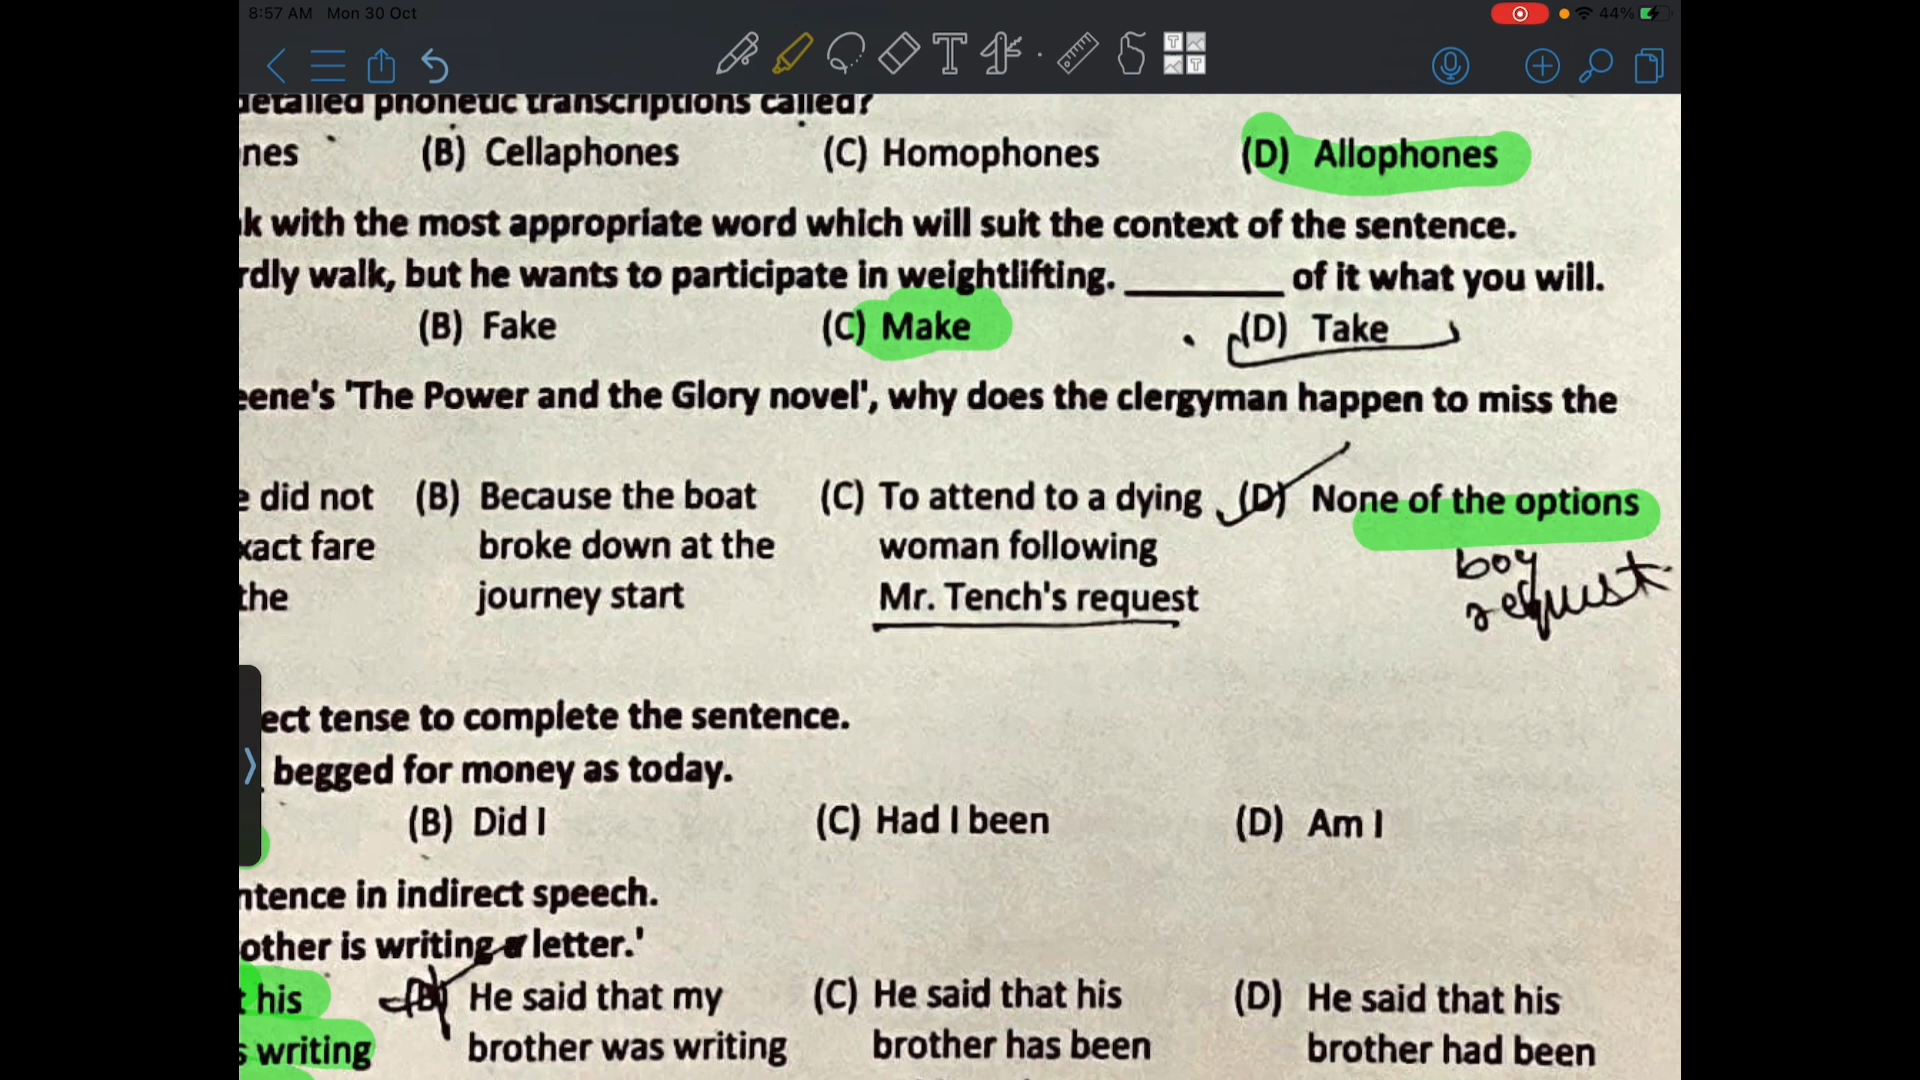 8:57 AM Mon 30 Oct
44%
detailed phonetic transcriptions called?
nes (B) Cellaphones (C) Homophones (D) Allophones
k with the most appropriate word which will suit the context of the sentence.
rdly walk, but he wants to participate in weightlifting. ________ of it what you will.
(B) Fake (C) Make (D) Take
eene's 'The Power and the Glory novel', why does the clergyman happen to miss the
e did not (B) Because the boat (C) To attend to a dying (D) None of the options
xact fare broke down at the woman following boy
the journey start Mr. Tench's request request
ect tense to complete the sentence.
begged for money as today.
(B) Did I (C) Had I been (D) Am I
ntence in indirect speech.
other is writing a letter.'
t his (B) He said that my (C) He said that his (D) He said that his
s writing brother was writing brother has been brother had been